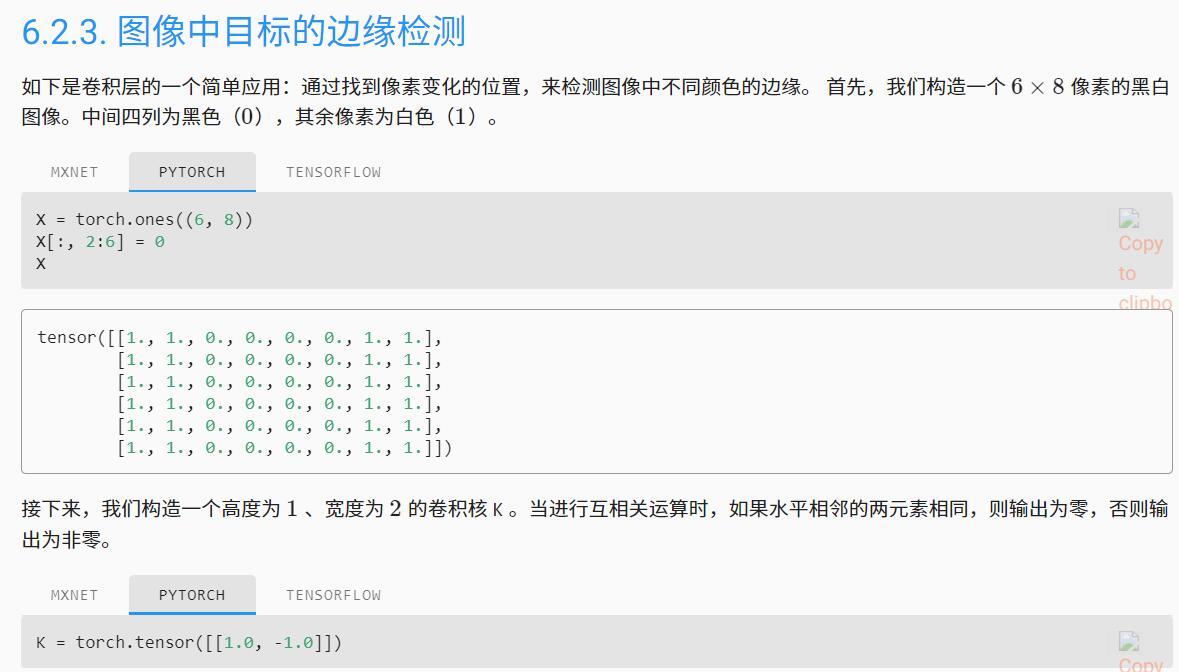 6.2.3. 图像中目标的边缘检测
如下是卷积层的一个简单应用：通过找到像素变化的位置，来检测图像中不同颜色的边缘。 首先，我们构造一个 6 × 8 像素的黑白
图像。中间四列为黑色（0），其余像素为白色（1）。
MXNET PYTORCH TENSORFLOW
X = torch.ones((6, 8))
X[:, 2:6] = 0
X
Copy
to
clipbo
tensor([[1., 1., 0., 0., 0., 0., 1., 1.],
[1., 1., 0., 0., 0., 0., 1., 1.],
[1., 1., 0., 0., 0., 0., 1., 1.],
[1., 1., 0., 0., 0., 0., 1., 1.],
[1., 1., 0., 0., 0., 0., 1., 1.],
[1., 1., 0., 0., 0., 0., 1., 1.]])
接下来，我们构造一个高度为 1 、宽度为 2 的卷积核 K 。当进行互相关运算时，如果水平相邻的两元素相同，则输出为零，否则输
出为非零。
MXNET PYTORCH TENSORFLOW
K = torch.tensor([[1.0, -1.0]])
Copy